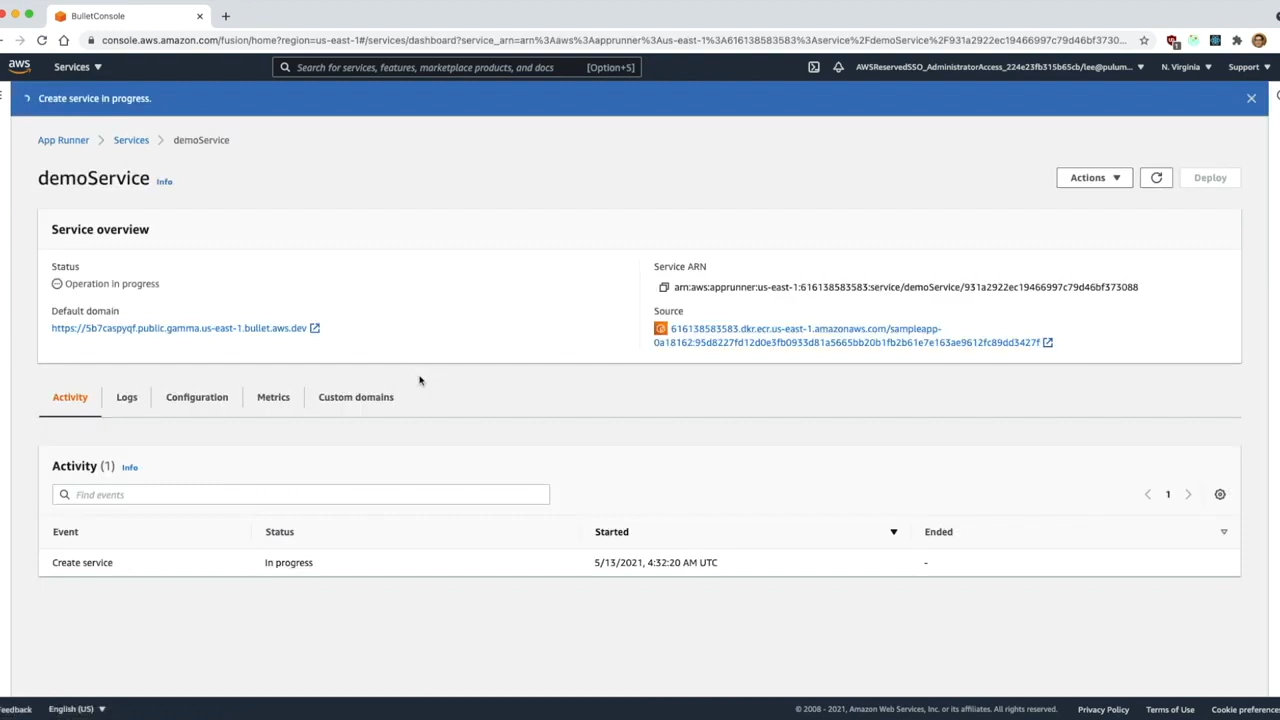 BulletConsole
console.aws.amazon.com/fusion/home?region=us-east-1#/services/dashboard?service_arn=arn%3Aaws%3Aapprunner%3Aus-east-1%3A616138583583%3Aservice%2FdemoService%2F931a2922ec19466997c79d46bf3730...
aws Services Search for services, features, marketplace products, and docs [Option+S] AWSReservedSSO_AdministratorAccess_224e23fb315b65cb/lee@pulum... N. Virginia Support
Create service in progress.
App Runner Services demoService
demoService Info Actions Deploy
Service overview
Status
Operation in progress
Default domain
https://5b7caspyqf.public.gamma.us-east-1.bullet.aws.dev
Service ARN
arn:aws:apprunner:us-east-1:616138583583:service/demoService/931a2922ec19466997c79d46bf373088
Source
616138583583.dkr.ecr.us-east-1.amazonaws.com/sampleapp-
0a18162:95d8227fd12d0e3fb0933d81a5665bb20b1fb2b61e7e163ae9612fc89dd3427f
Activity Logs Configuration Metrics Custom domains
Activity (1) Info
Find events 1
Event Status Started Ended
Create service In progress 5/13/2021, 4:32:20 AM UTC -
Feedback English (US) © 2008 - 2021, Amazon Web Services, Inc. or its affiliates. All rights reserved. Privacy Policy Terms of Use Cookie preferences